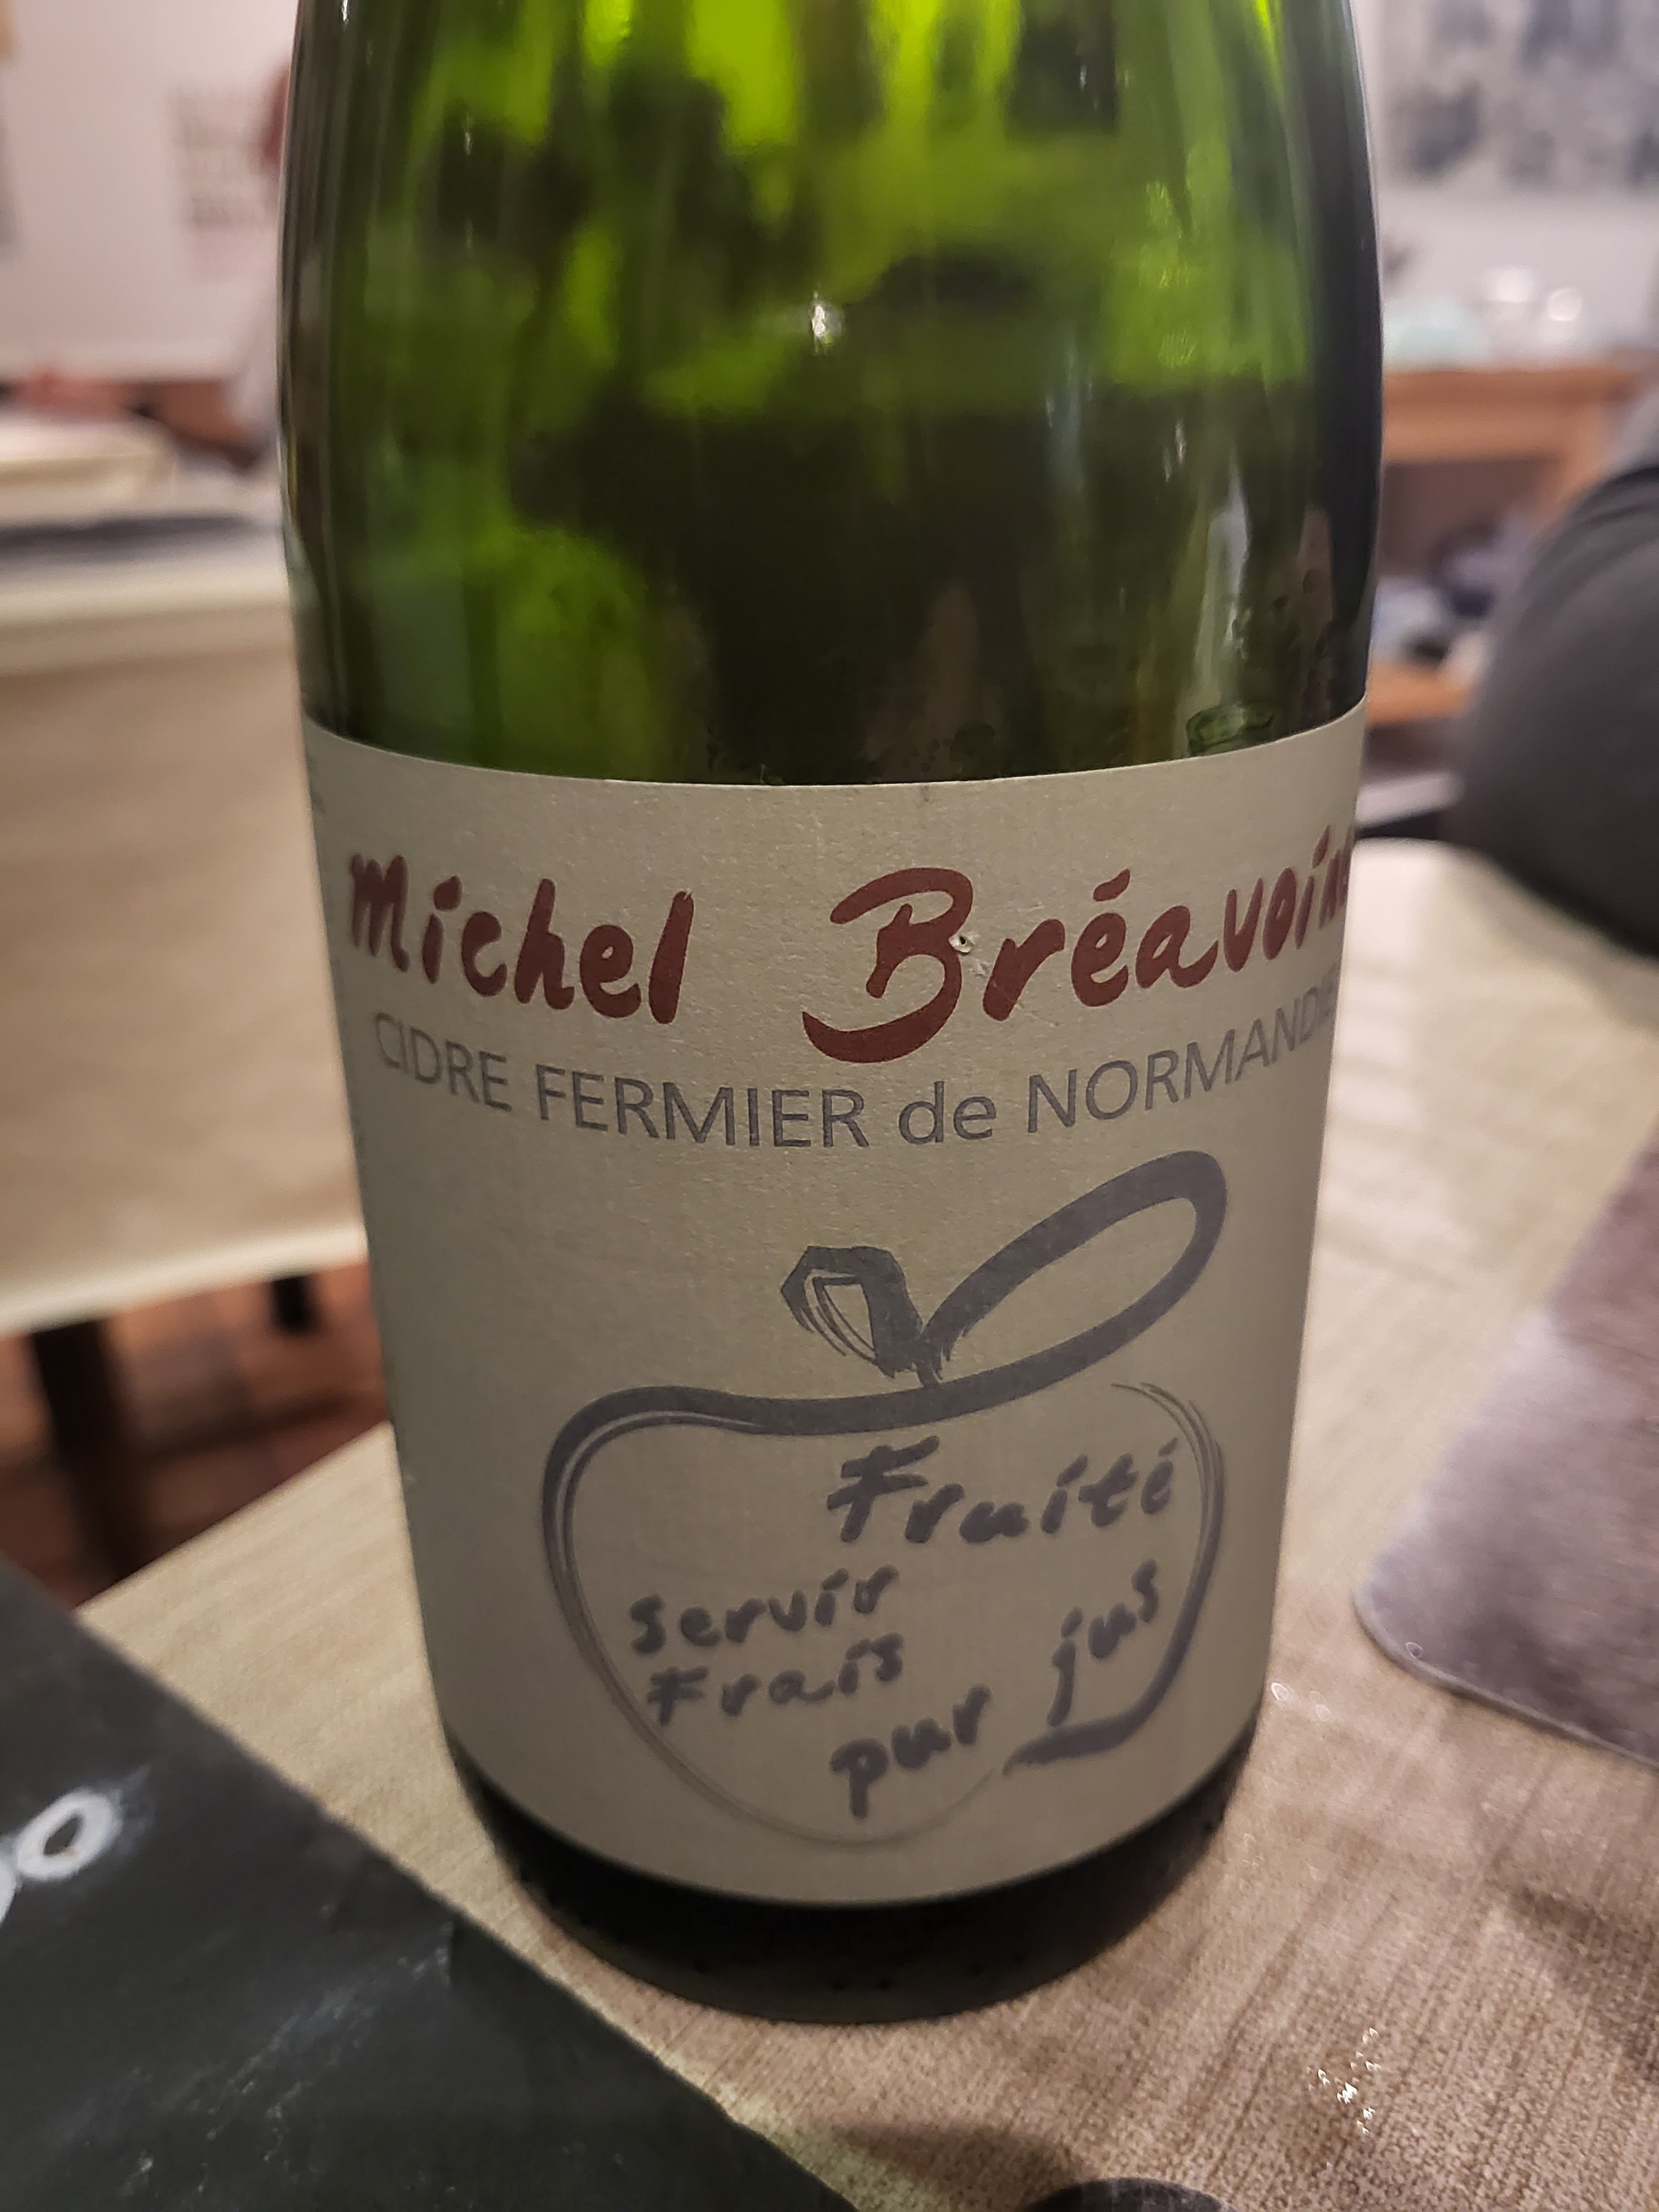 Michel Bréavoine
CIDRE FERMIER de NORMANDIE
Fruité
servir
Frais
pur jus